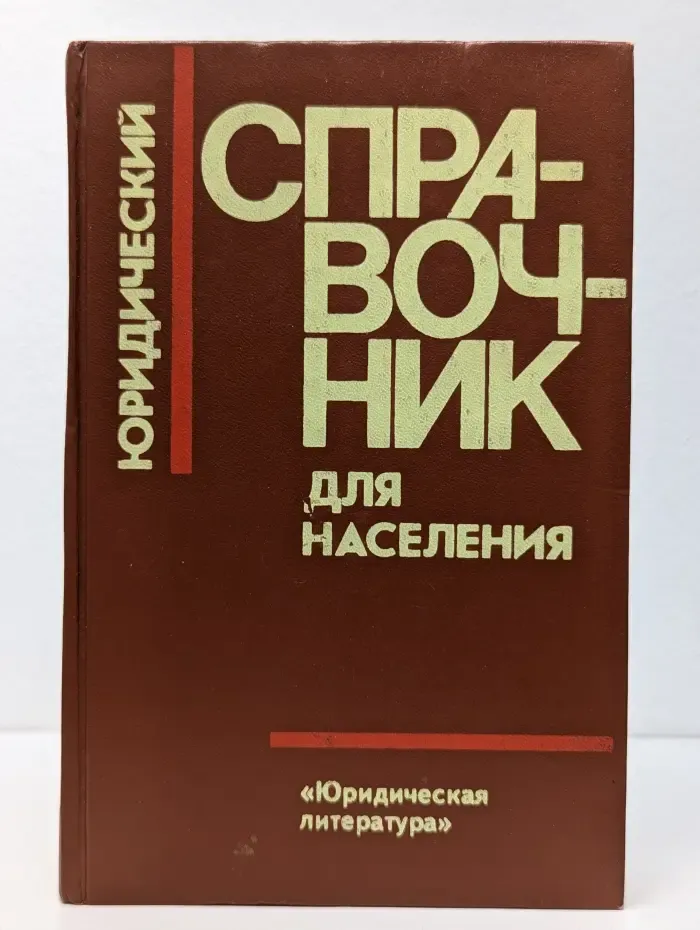 ЮРИДИЧЕСКИЙ
СПРА-
ВОЧ-
НИК
ДЛЯ
НАСЕЛЕНИЯ
«Юридическая
литература»